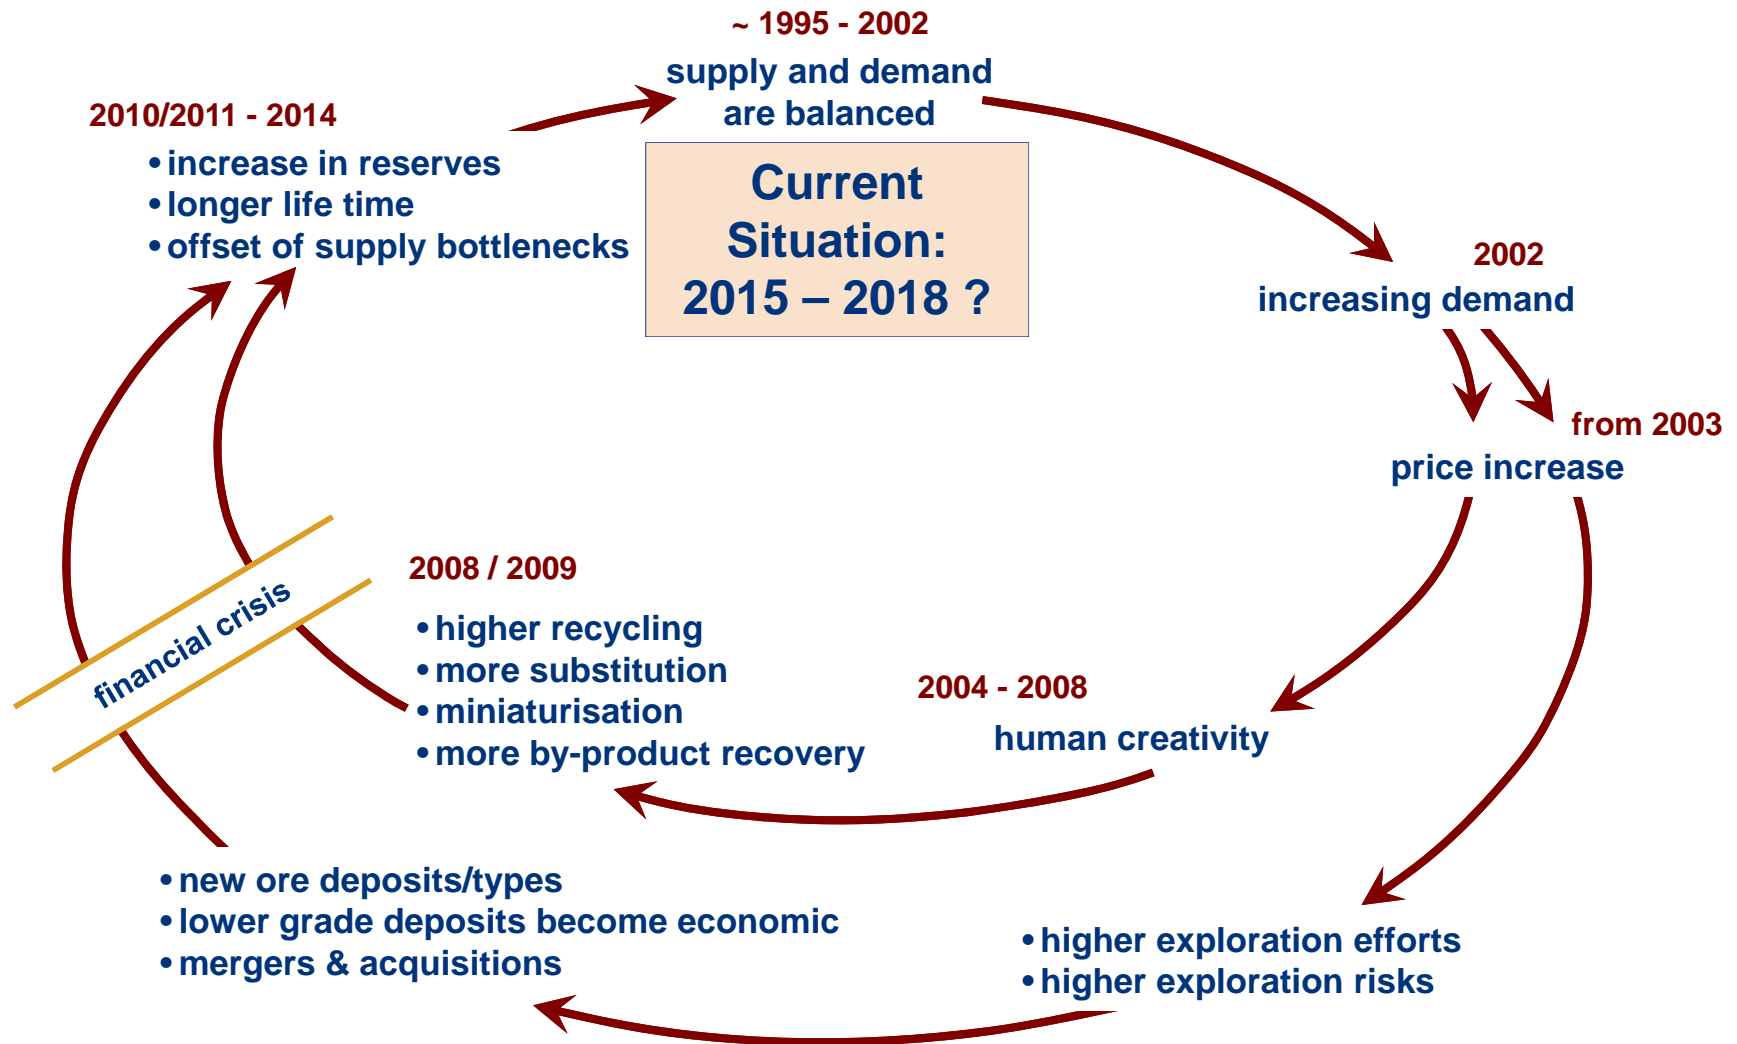 ~ 1995 - 2002
supply and demand
are balanced
Current
Situation:
2015 – 2018 ?
2002
increasing demand
from 2003
price increase
2004 - 2008
human creativity
• higher exploration efforts
• higher exploration risks
2008 / 2009
• higher recycling
• more substitution
• miniaturisation
• more by-product recovery
• new ore deposits/types
• lower grade deposits become economic
• mergers & acquisitions
financial crisis
2010/2011 - 2014
• increase in reserves
• longer life time
• offset of supply bottlenecks